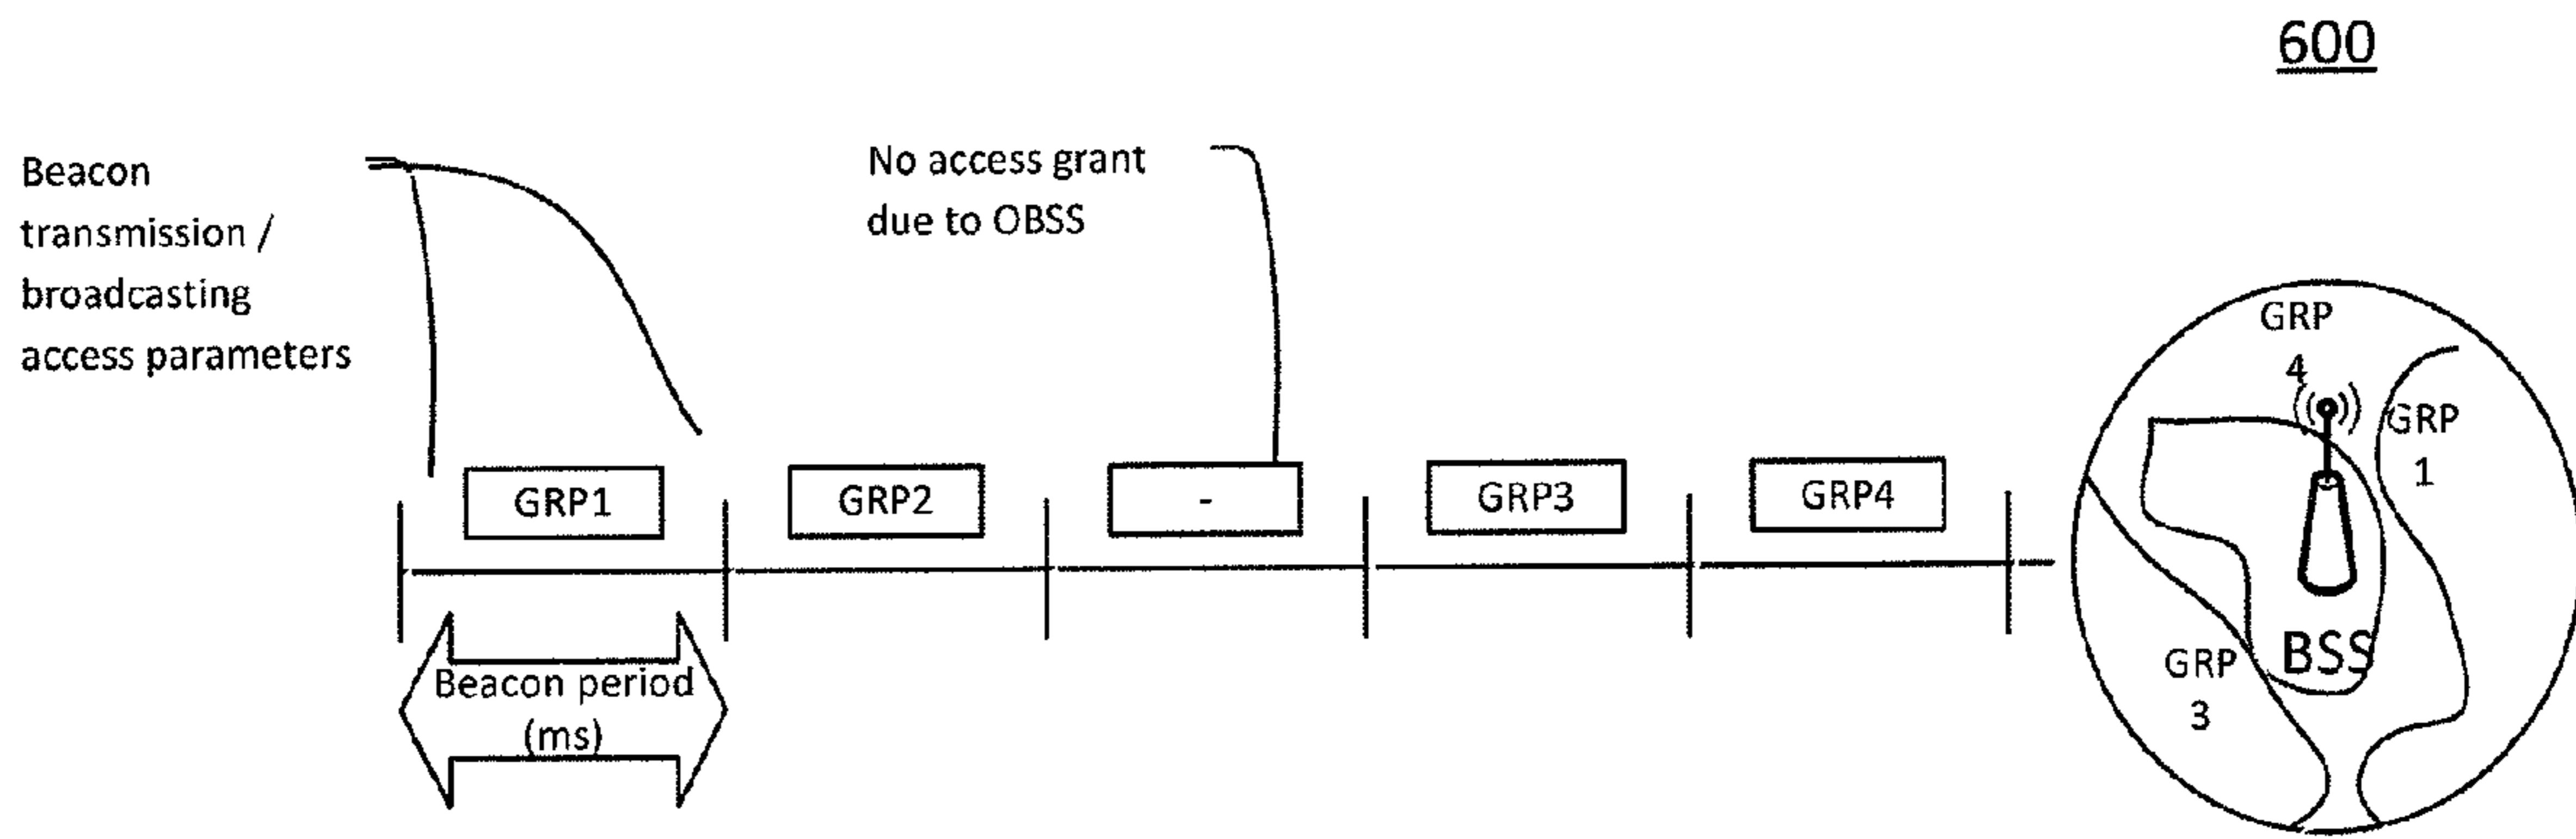 600
Beacon
transmission /
broadcasting
access parameters
No access grant
due to OBSS
GRP1
GRP2
-
GRP3
GRP4
Beacon period
(ms)
GRP
4
GRP
1
GRP
3
BSS